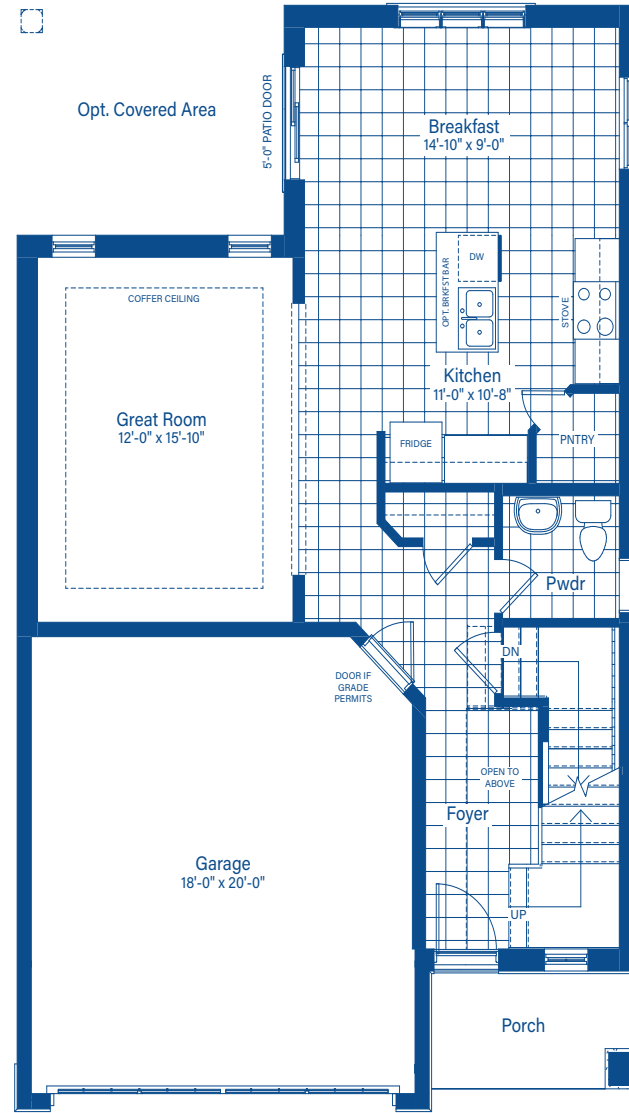 Opt. Covered Area
5'-0" PATIO DOOR
Breakfast
14'-10" x 9'-0"
DW
OPT. BRKFST BAR
STOVE
COFFER CEILING
Kitchen
11'-0" x 10'-8"
Great Room
12'-0" x 15'-10"
FRIDGE
PNTRY
Pwdr
DN
DOOR IF
GRADE
PERMITS
OPEN TO
ABOVE
Foyer
Garage
18'-0" x 20'-0"
UP
Porch